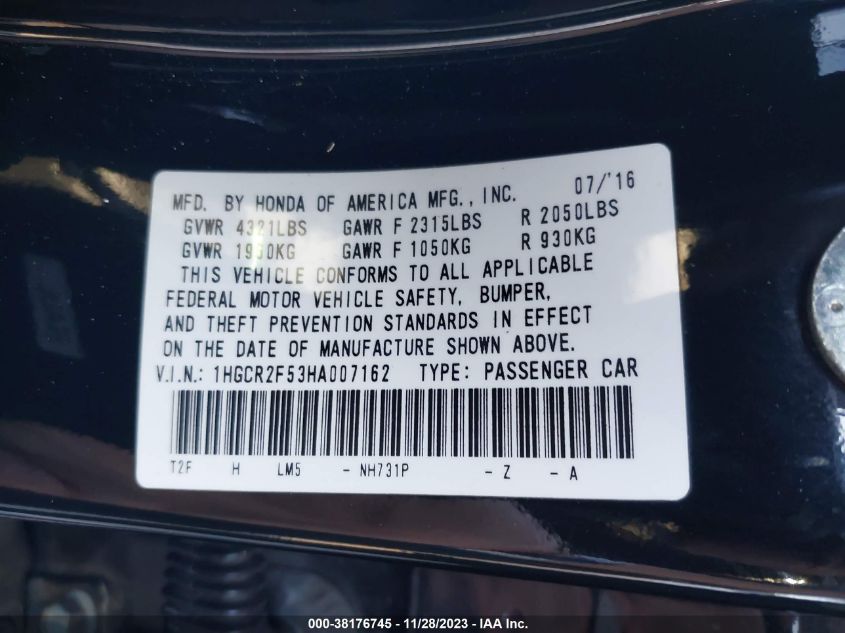 MFD. BY HONDA OF AMERICA MFG., INC. 07/'16
GVWR 4321LBS GAWR F 2315LBS R 2050LBS
GVWR 1960KG GAWR F 1050KG R 930KG
THIS VEHICLE CONFORMS TO ALL APPLICABLE
FEDERAL MOTOR VEHICLE SAFETY, BUMPER,
AND THEFT PREVENTION STANDARDS IN EFFECT
ON THE DATE OF MANUFACTURE SHOWN ABOVE.
V.I.N.: 1HGCR2F53HA007162 TYPE: PASSENGER CAR
T2F H LM5 - NH731P - Z - A
000-38176745 | 11/28/2023 | IAA Inc.